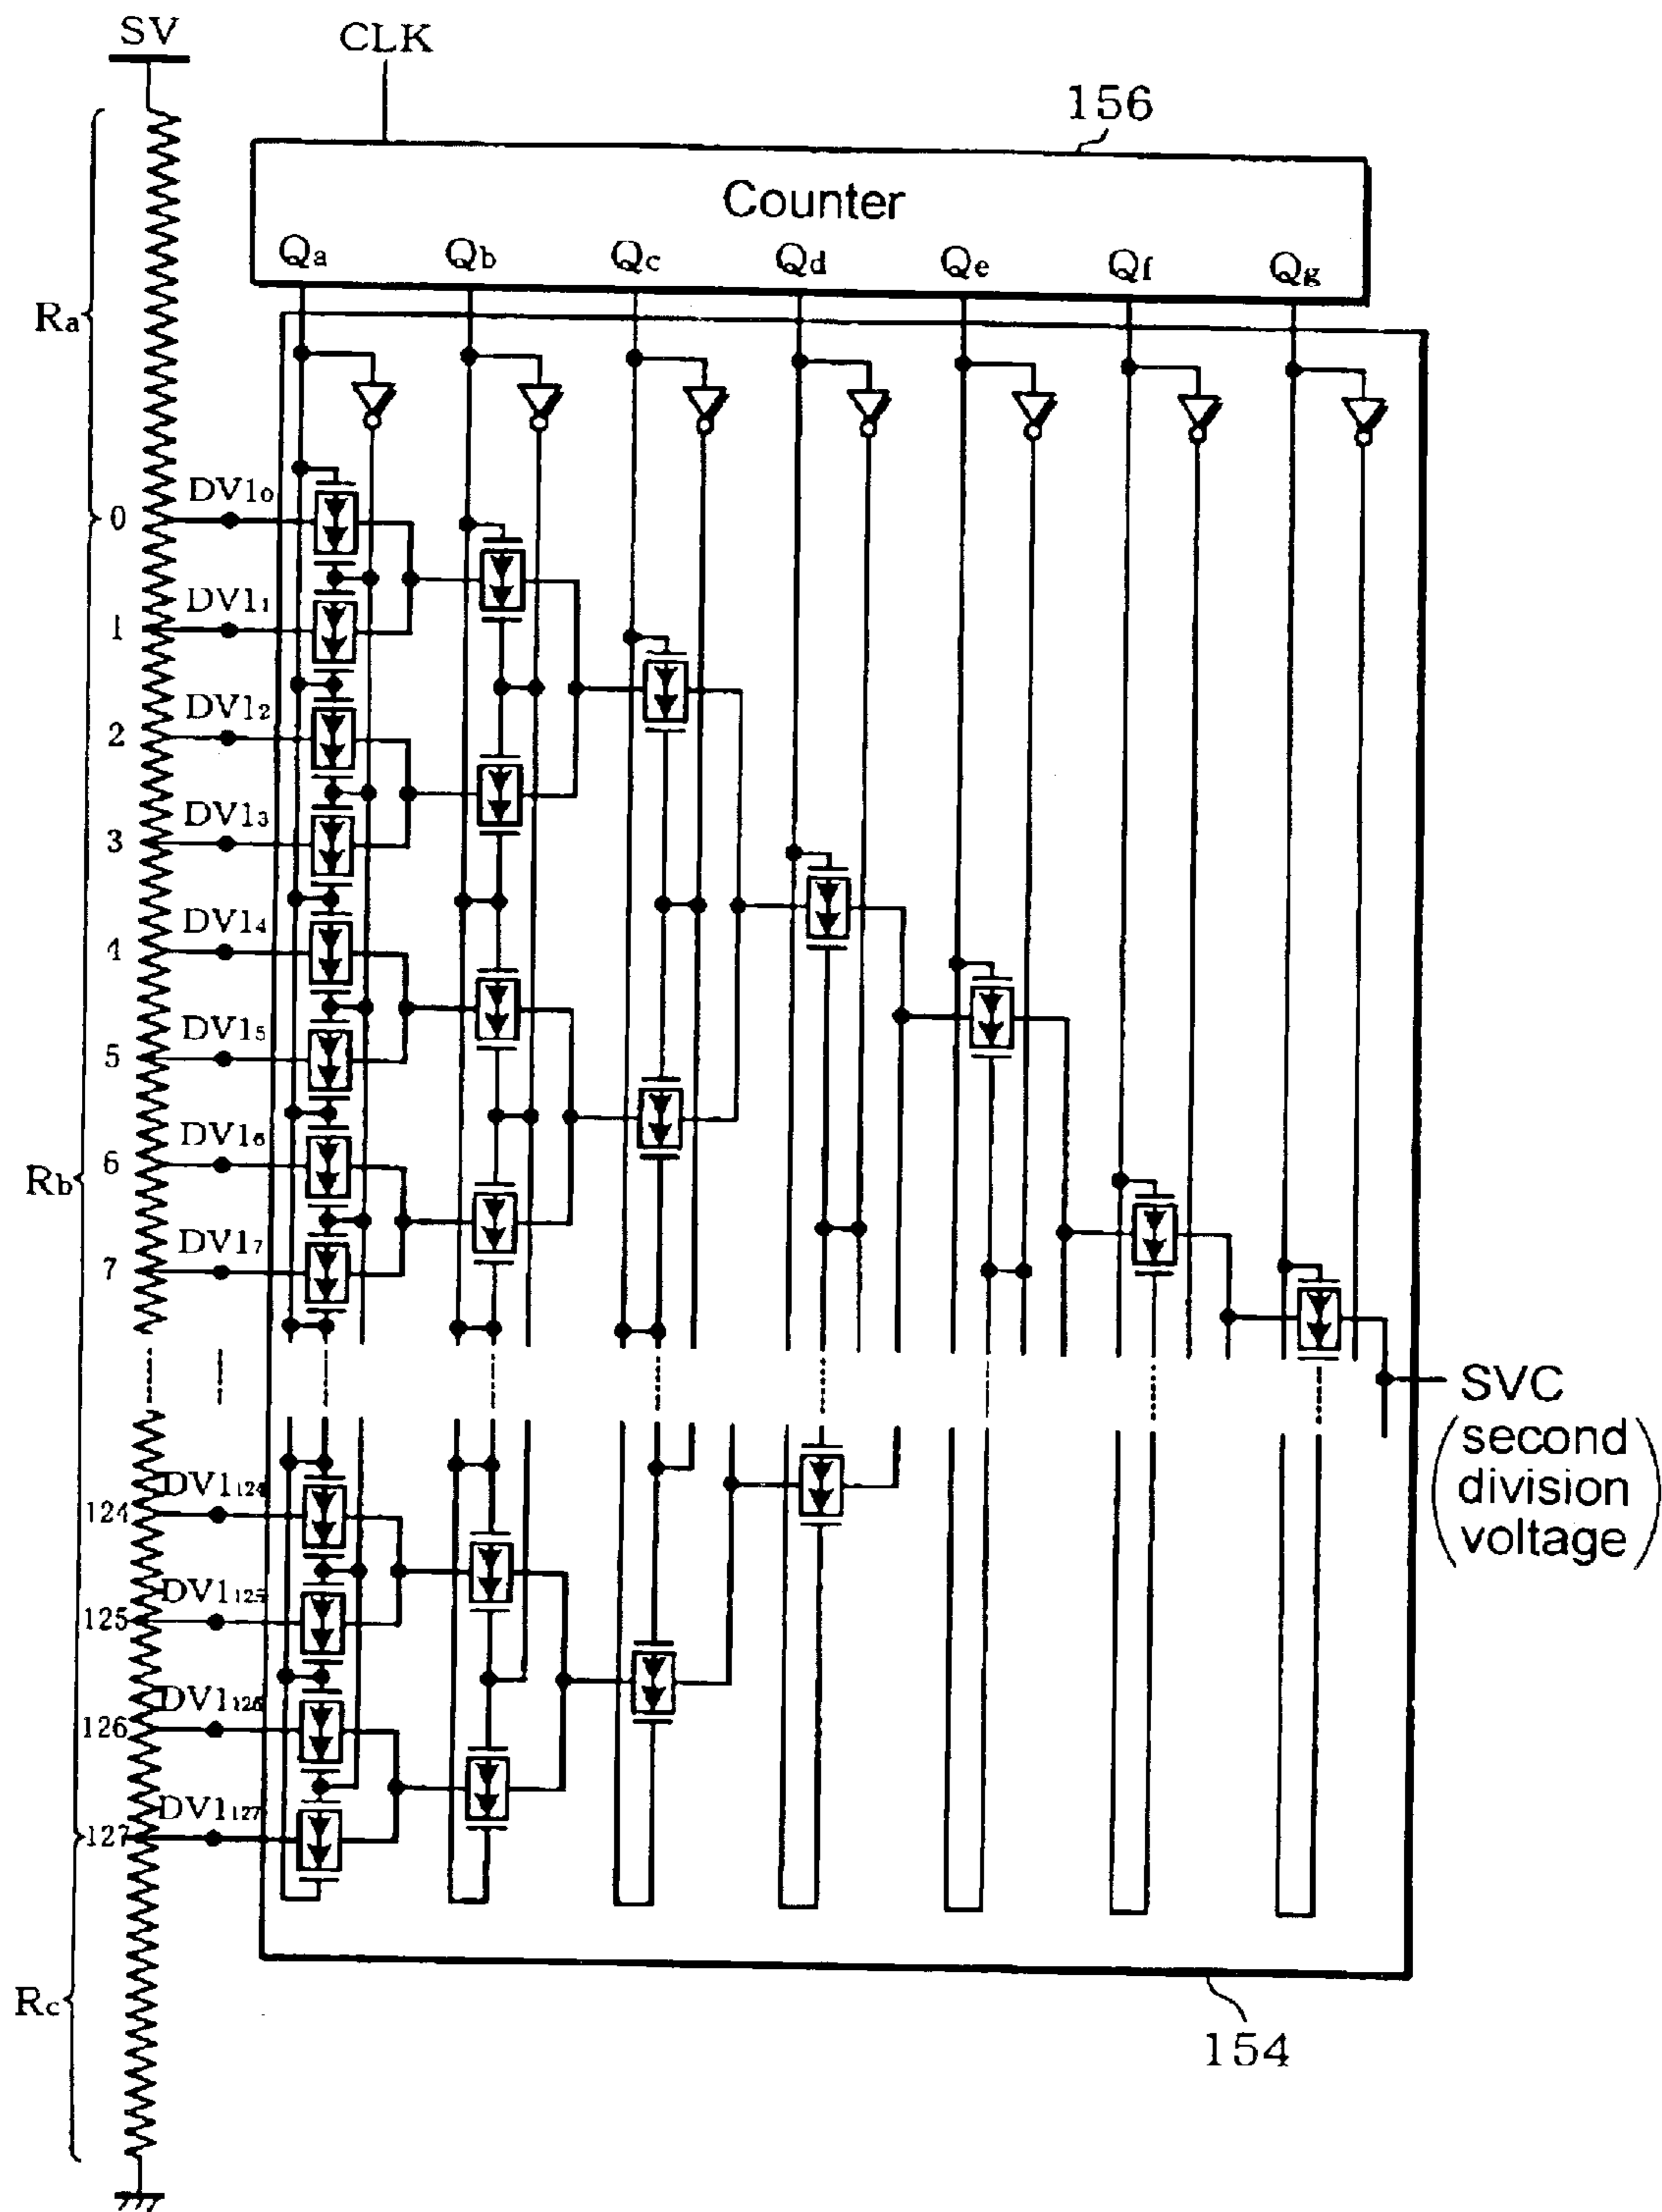 SV
CLK
156
Counter
Qa Qb Qc Qd Qe Qf Qg
Ra
0 DV10
1 DV11
2 DV12
3 DV13
4 DV14
5 DV15
6 DV16
Rb
7 DV17
SVC
(second
division
voltage)
124 DV1124
125 DV1125
126 DV1126
127 DV1127
Rc
154